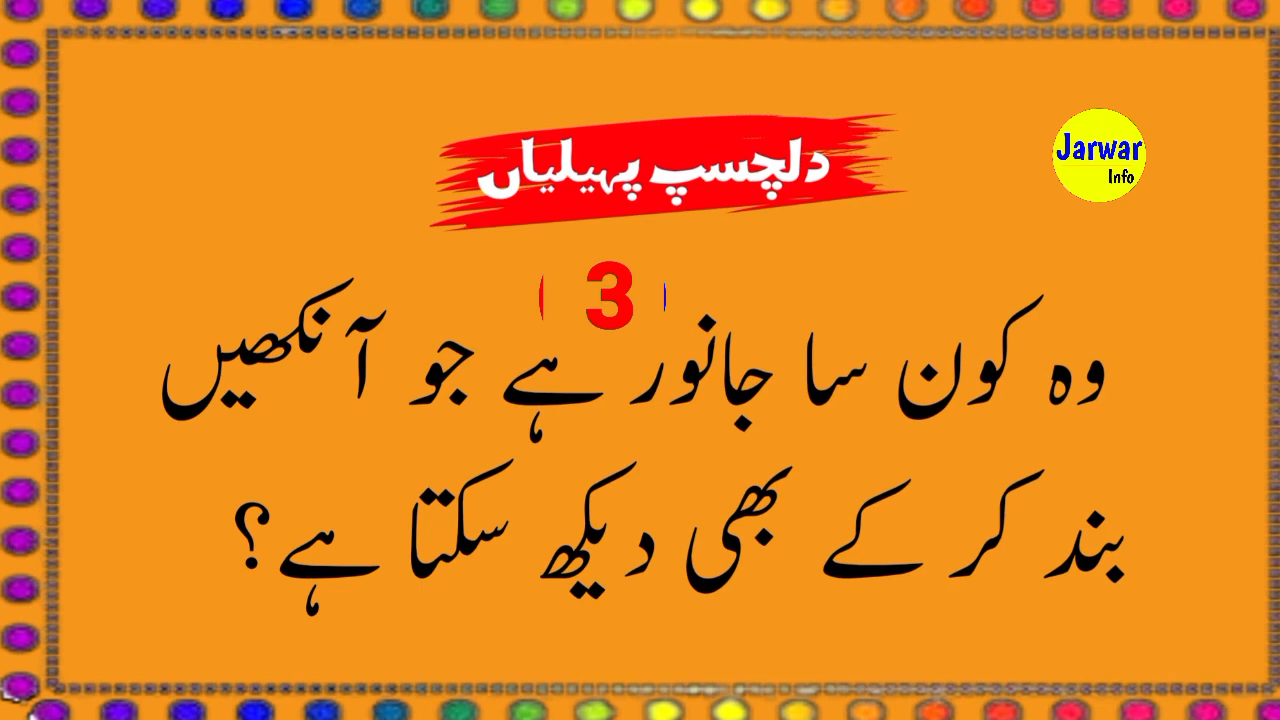 دلچسپ پہیلیاں
Jarwar
Info
3
وہ کون سا جانور ہے جو آنکھیں
بند کر کے بھی دیکھ سکتا ہے؟